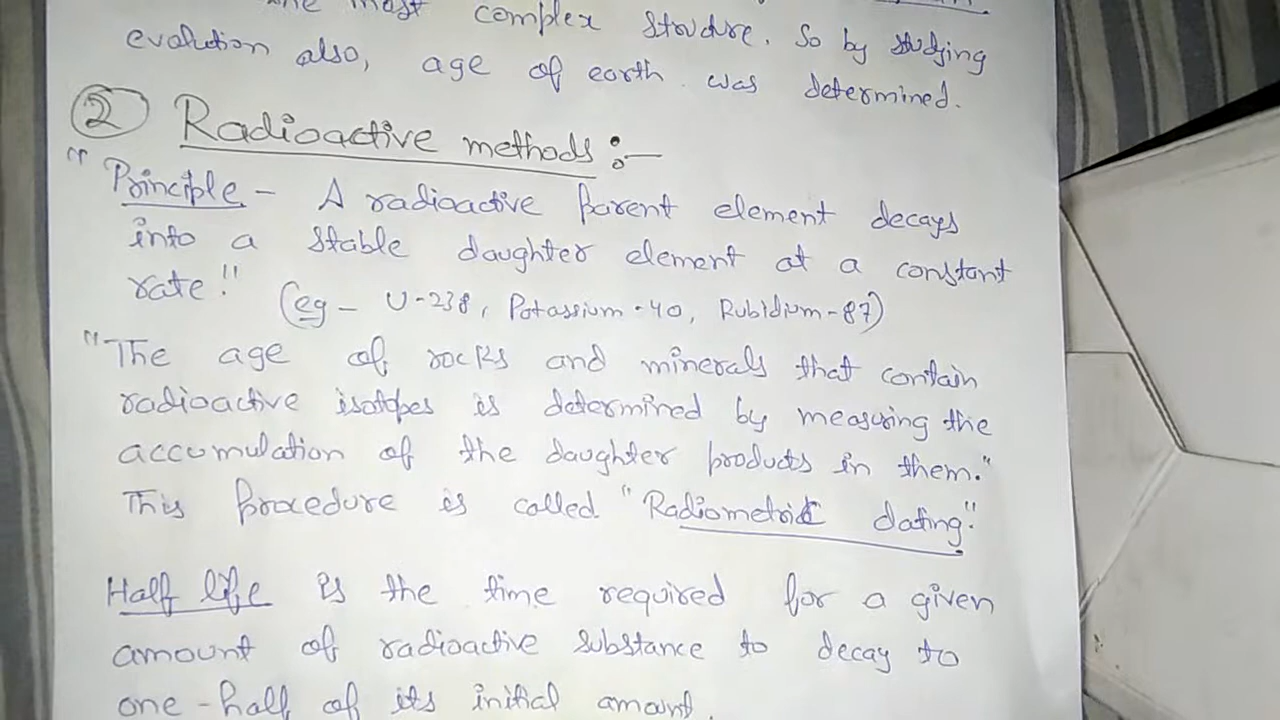 the most complex Structure. So by studying
evolution also, age of earth was determined.
② Radioactive methods :-
"Principle - A radioactive parent element decays
into a stable daughter element at a constant
rate!! (eg - U-238, Potassium-40, Rubidium-87)
"The age of rocks and minerals that contain
radioactive isotopes is determined by measuring the
accumulation of the daughter products in them."
This Procedure is called "Radiometric dating".
Half life is the time required for a given
amount of radioactive substance to decay to
one-half of its initial amount.